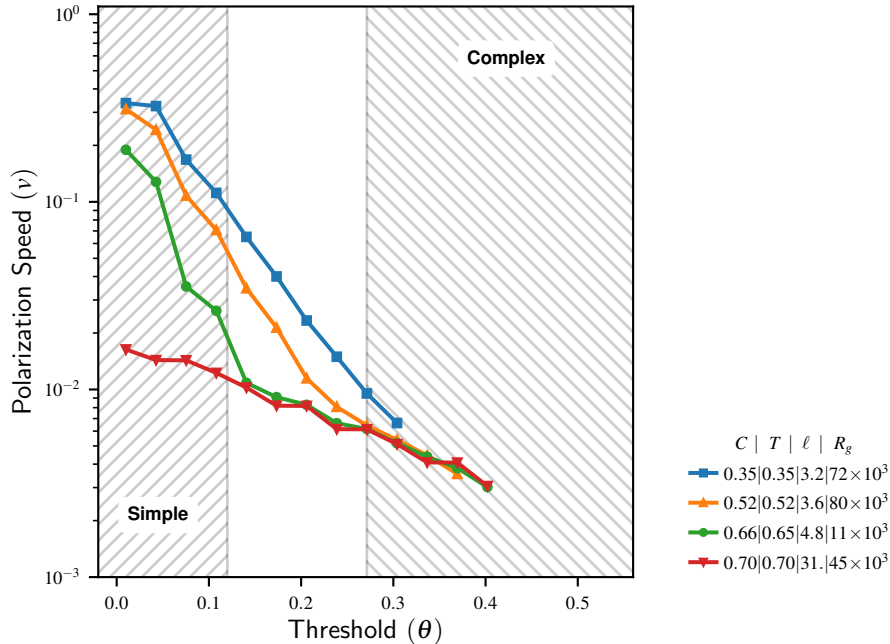 10⁰
Complex
10⁻¹
Polarization Speed (ν)
10⁻²
C | T | ℓ | R_g
0.35|0.35|3.2|72×10³
0.52|0.52|3.6|80×10³
Simple
0.66|0.65|4.8|11×10³
0.70|0.70|31.|45×10³
10⁻³
0.0 0.1 0.2 0.3 0.4 0.5
Threshold (θ)